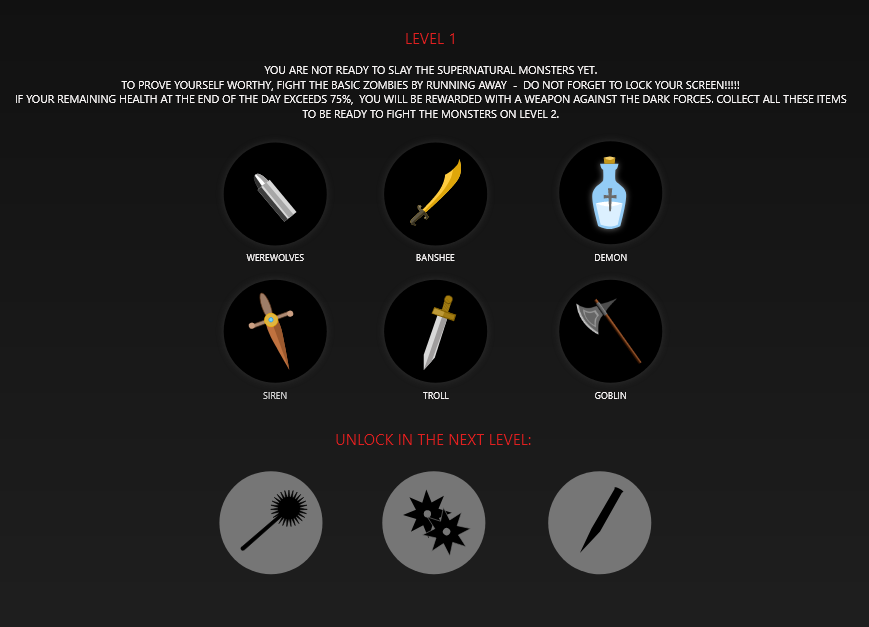 LEVEL 1
YOU ARE NOT READY TO SLAY THE SUPERNATURAL MONSTERS YET.
TO PROVE YOURSELF WORTHY, FIGHT THE BASIC ZOMBIES BY RUNNING AWAY - DO NOT FORGET TO LOCK YOUR SCREEN!!!!!
IF YOUR REMAINING HEALTH AT THE END OF THE DAY EXCEEDS 75%, YOU WILL BE REWARDED WITH A WEAPON AGAINST THE DARK FORCES. COLLECT ALL THESE ITEMS
TO BE READY TO FIGHT THE MONSTERS ON LEVEL 2.
WEREWOLVES BANSHEE DEMON
SIREN TROLL GOBLIN
UNLOCK IN THE NEXT LEVEL: